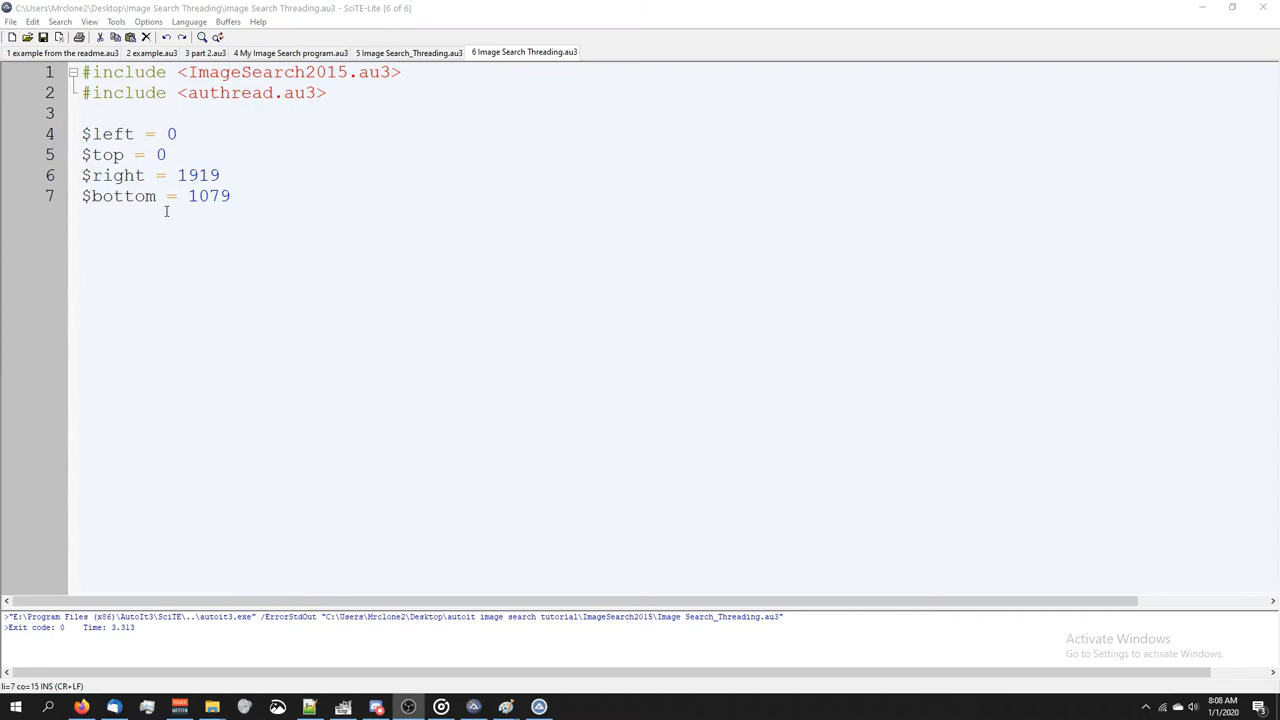 C:\Users\Mrclone2\Desktop\Image Search Threading\Image Search Threading.au3 - SciTE-Lite [6 of 6]
File Edit Search View Tools Options Language Buffers Help
1 example from the readme.au3 2 example.au3 3 part 2.au3 4 My Image Search program.au3 5 Image Search_Threading.au3 6 Image Search Threading.au3
1 #include <ImageSearch2015.au3>
2 #include <authread.au3>
3
4 $left = 0
5 $top = 0
6 $right = 1919
7 $bottom = 1079
>"E:\Program Files (x86)\AutoIt3\SciTE\..\autoit3.exe" /ErrorStdOut "C:\Users\Mrclone2\Desktop\autoit image search tutorial\ImageSearch2015\Image Search_Threading.au3"
>Exit code: 0 Time: 3.313
Activate Windows
Go to Settings to activate Windows.
li=7 co=15 INS (CR+LF)
8:08 AM
1/1/2020